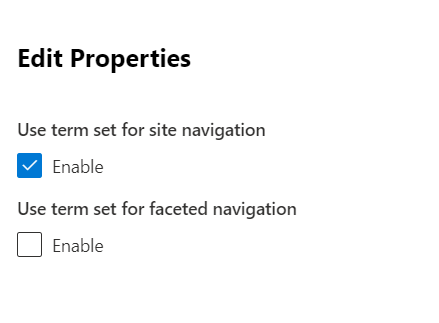 Edit Properties
Use term set for site navigation
Enable
Use term set for faceted navigation
Enable